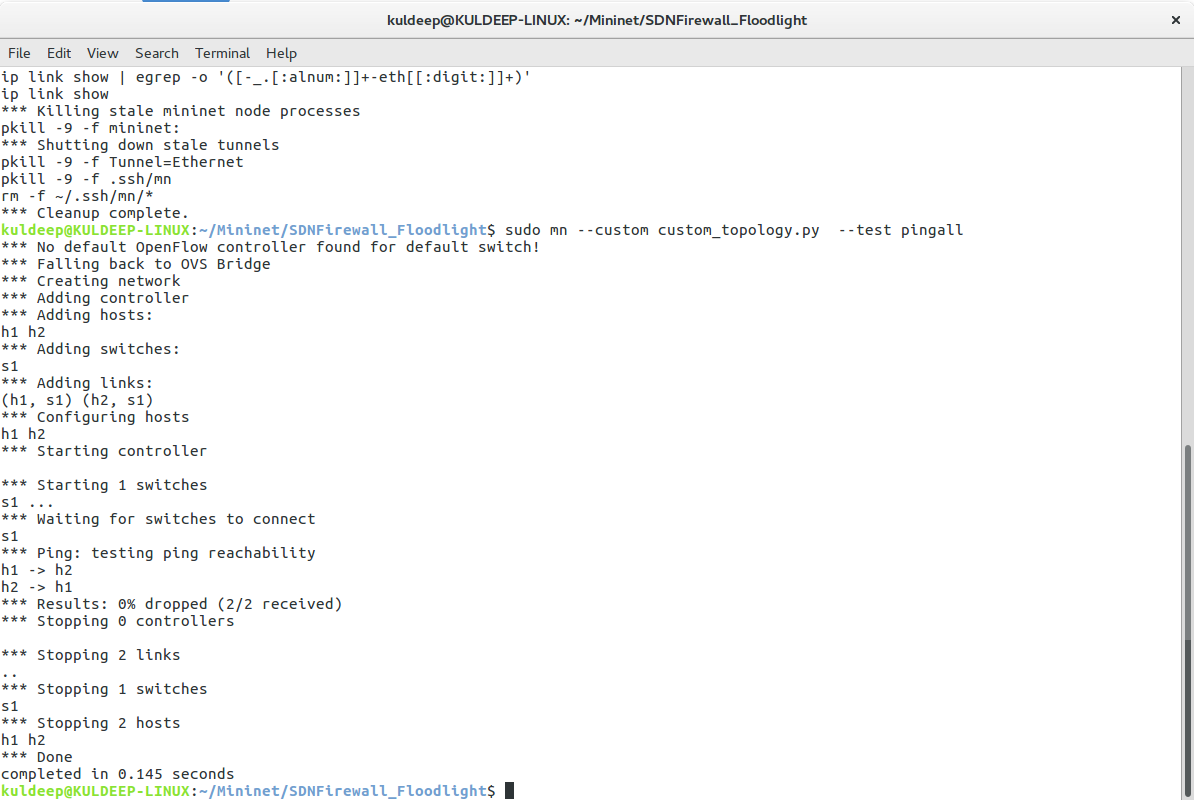 kuldeep@KULDEEP-LINUX: ~/Mininet/SDNFirewall_Floodlight
File Edit View Search Terminal Help
ip link show | egrep -o '([-_.[:alnum:]]+-eth[[:digit:]]+)'
ip link show
*** Killing stale mininet node processes
pkill -9 -f mininet:
*** Shutting down stale tunnels
pkill -9 -f Tunnel=Ethernet
pkill -9 -f .ssh/mn
rm -f ~/.ssh/mn/*
*** Cleanup complete.
kuldeep@KULDEEP-LINUX:~/Mininet/SDNFirewall_Floodlight$ sudo mn --custom custom_topology.py  --test pingall
*** No default OpenFlow controller found for default switch!
*** Falling back to OVS Bridge
*** Creating network
*** Adding controller
*** Adding hosts:
h1 h2
*** Adding switches:
s1
*** Adding links:
(h1, s1) (h2, s1)
*** Configuring hosts
h1 h2
*** Starting controller
*** Starting 1 switches
s1 ...
*** Waiting for switches to connect
s1
*** Ping: testing ping reachability
h1 -> h2
h2 -> h1
*** Results: 0% dropped (2/2 received)
*** Stopping 0 controllers
*** Stopping 2 links
..
*** Stopping 1 switches
s1
*** Stopping 2 hosts
h1 h2
*** Done
completed in 0.145 seconds
kuldeep@KULDEEP-LINUX:~/Mininet/SDNFirewall_Floodlight$